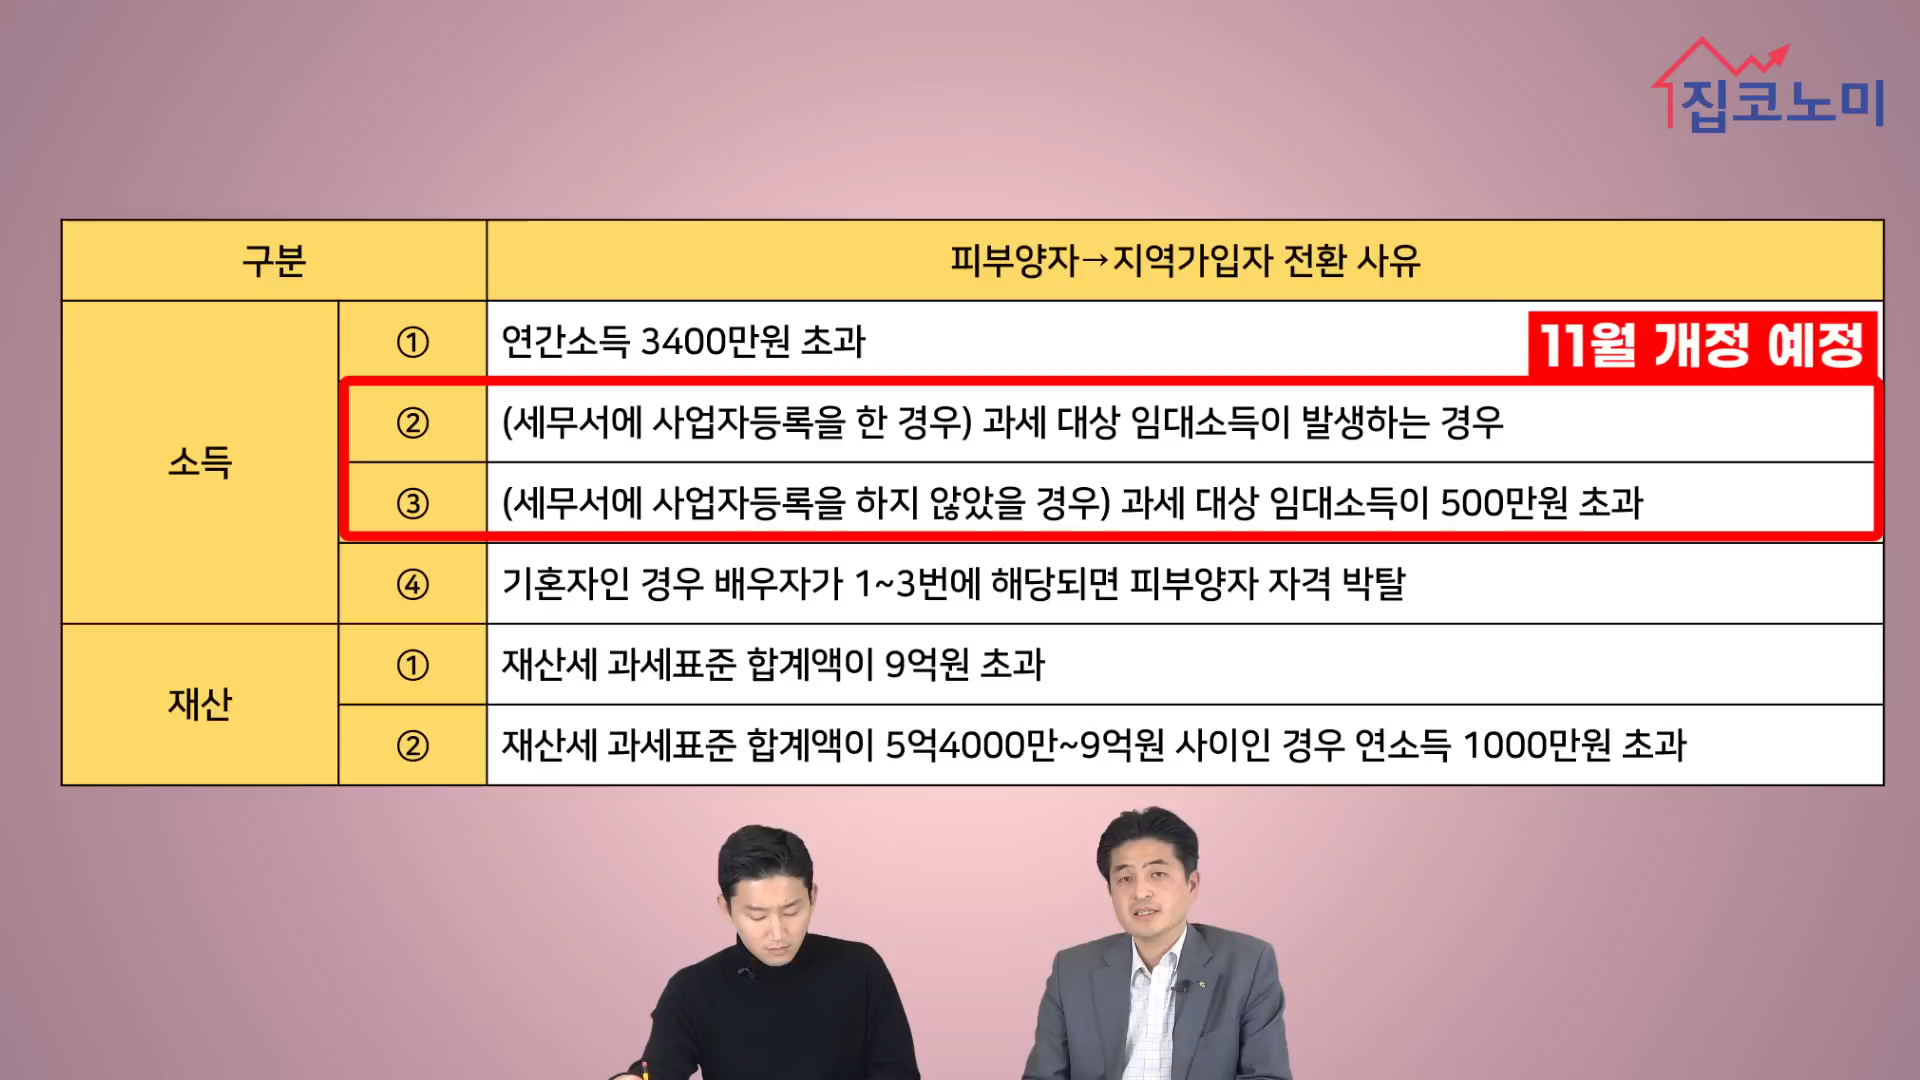 집코노미
구분
피부양자→지역가입자 전환 사유
소득
①
연간소득 3400만원 초과
11월 개정 예정
②
(세무서에 사업자등록을 한 경우) 과세 대상 임대소득이 발생하는 경우
③
(세무서에 사업자등록을 하지 않았을 경우) 과세 대상 임대소득이 500만원 초과
④
기혼자인 경우 배우자가 1~3번에 해당되면 피부양자 자격 박탈
재산
①
재산세 과세표준 합계액이 9억원 초과
②
재산세 과세표준 합계액이 5억4000만~9억원 사이인 경우 연소득 1000만원 초과